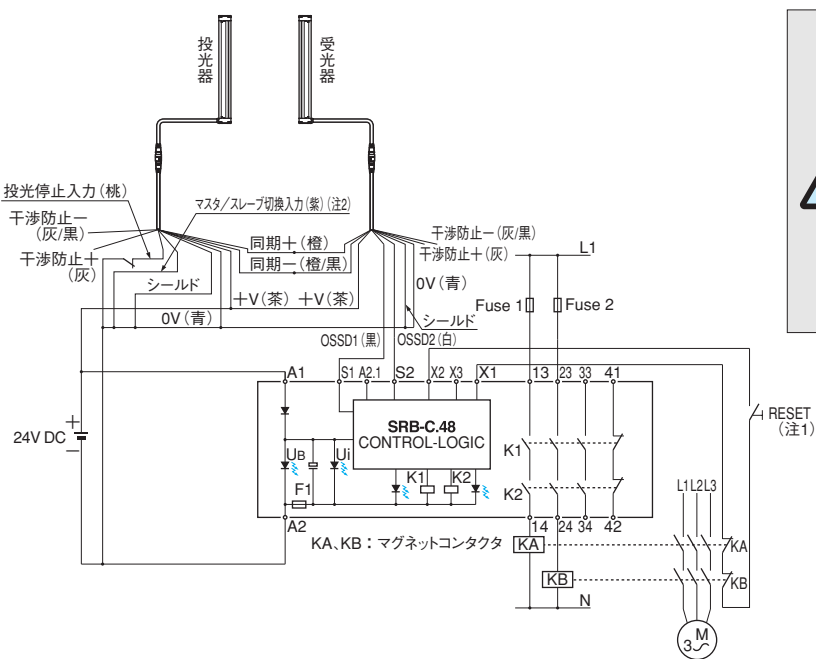 投光器
受光器
投光停止入力(桃)
マスタ/スレーブ切換入力(紫)(注2)
干渉防止ー
(灰/黒)
干渉防止+
(灰)
同期+(橙)
同期ー(橙/黒)
干渉防止ー(灰/黒)
干渉防止+(灰)
L1
シールド
0V(青)
+V(茶) +V(茶)
Fuse 1
Fuse 2
0V(青)
シールド
OSSD1(黒)
OSSD2(白)
A1
S1 A2.1 S2 X2 X3 X1
13 23 33 41
RESET
(注1)
24V DC
+
−
SRB-C.48
CONTROL-LOGIC
UB
Ui
K1 K2
F1
K1
K2
L1 L2 L3
A2
14 24 34 42
KA、KB:マグネットコンタクタ
KA
KA
KB
KB
N
M
3